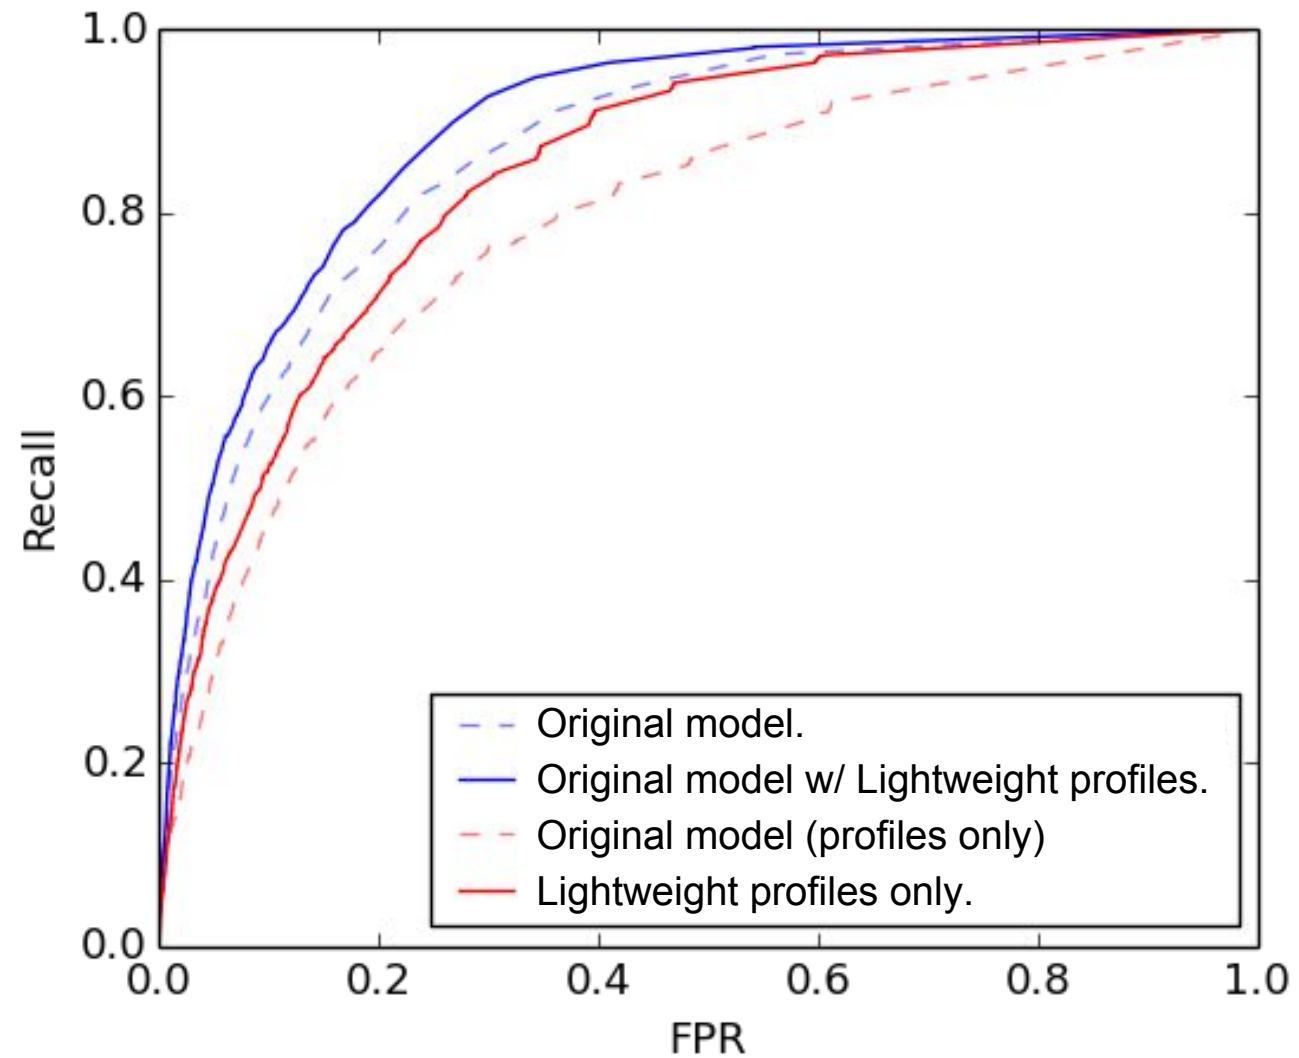 1.0
0.8
0.6
0.4
0.2
0.0
Recall
Original model.
Original model w/ Lightweight profiles.
Original model (profiles only)
Lightweight profiles only.
0.0 0.2 0.4 0.6 0.8 1.0
FPR